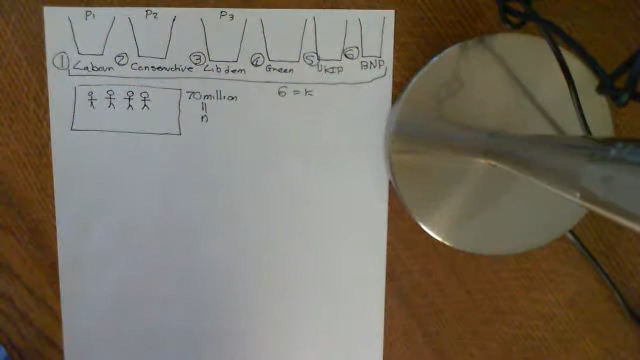 P1 P2 P3
1 Labour 2 Conservative 3 Lib dem 4 Green 5 UKIP 6 BNP
70 million 6 = k
=
n